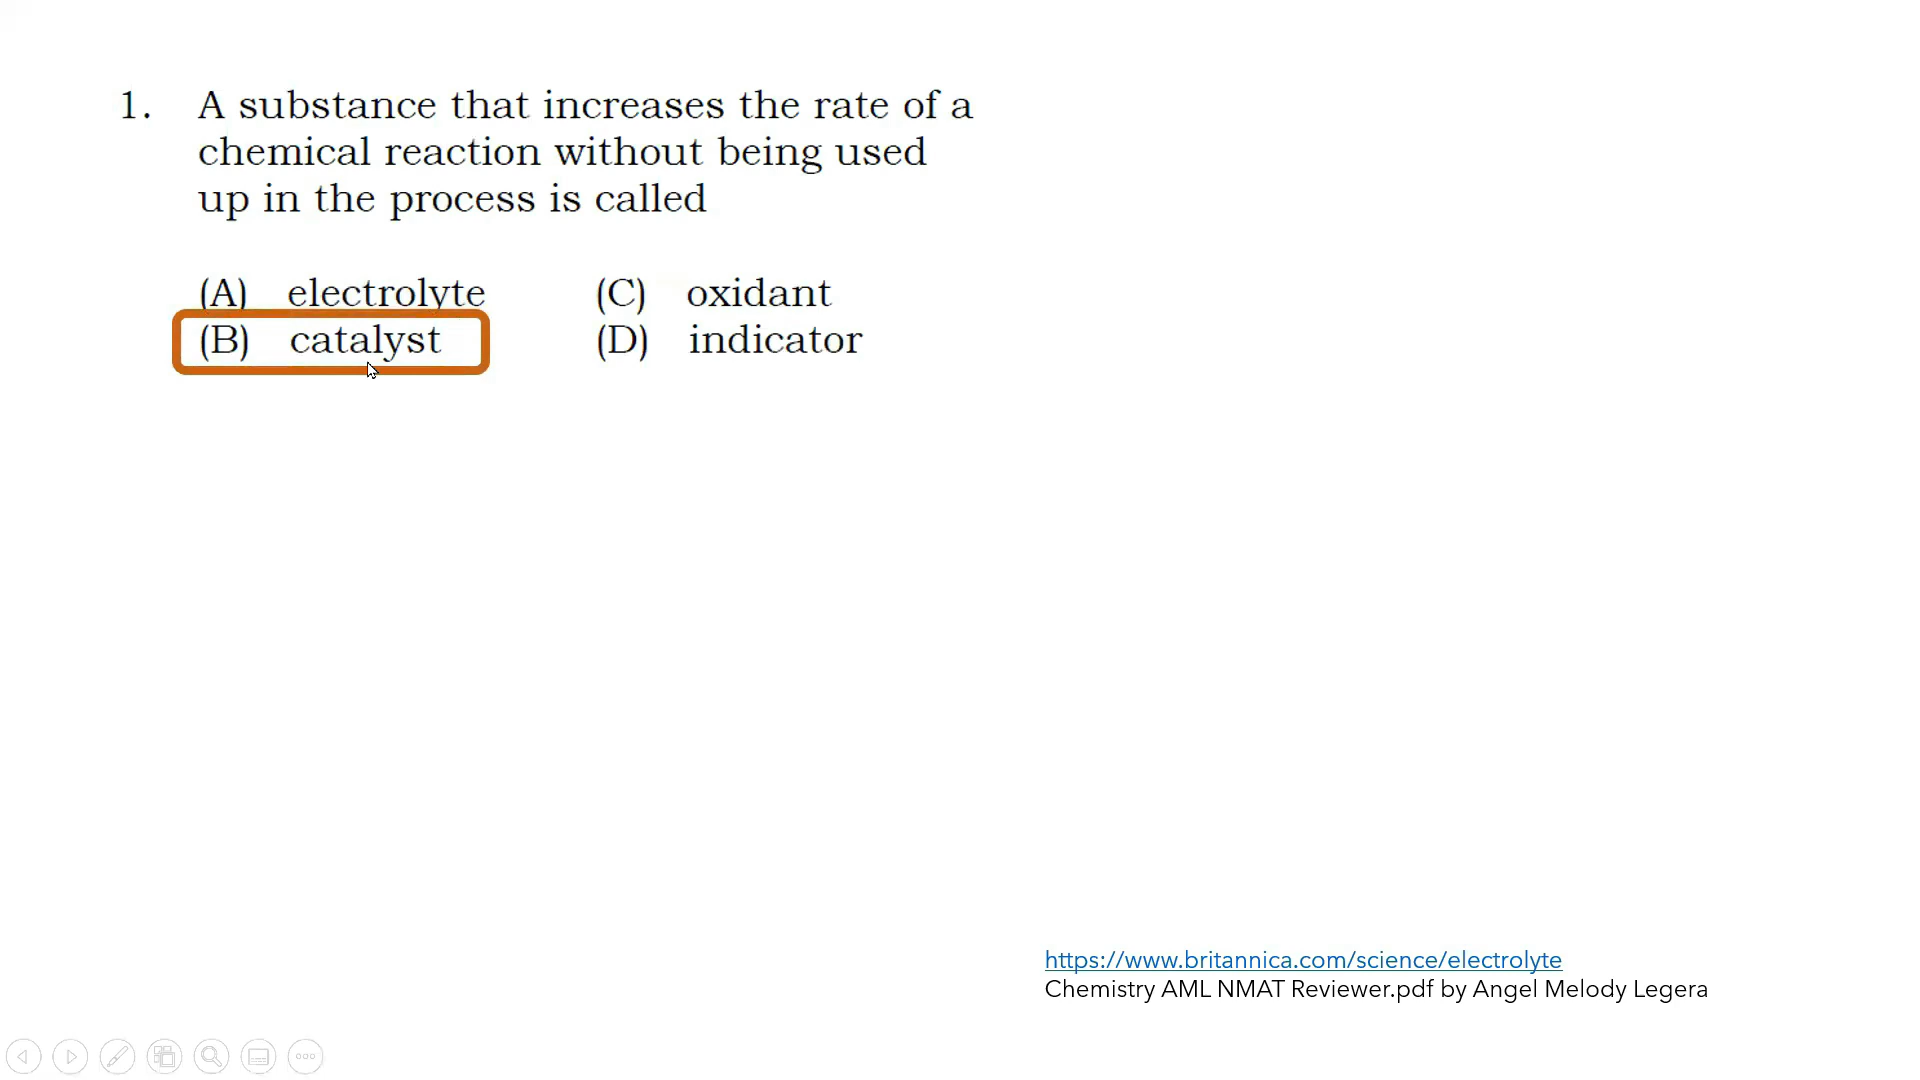 1. A substance that increases the rate of a
chemical reaction without being used
up in the process is called
(A) electrolyte (C) oxidant
(B) catalyst (D) indicator
https://www.britannica.com/science/electrolyte
Chemistry AML NMAT Reviewer.pdf by Angel Melody Legera